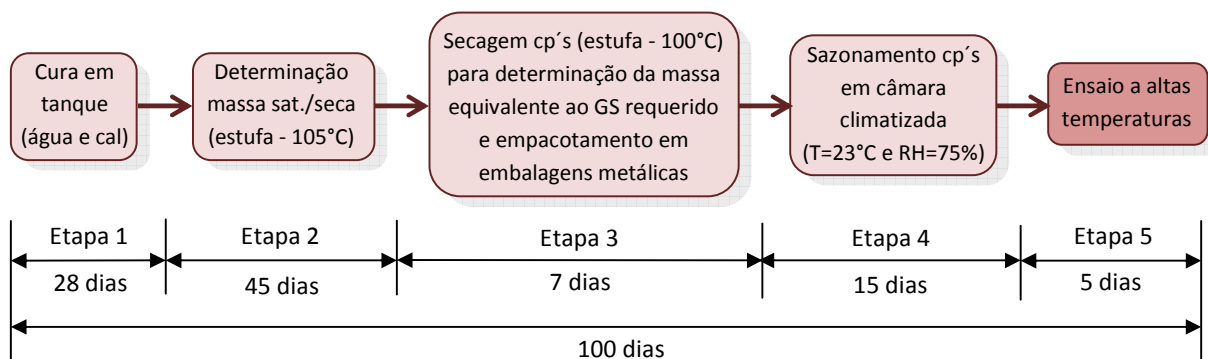 Cura em
tanque
(água e cal)
Determinação
massa sat./seca
(estufa - 105°C)
Secagem cp´s (estufa - 100°C)
para determinação da massa
equivalente ao GS requerido
e empacotamento em
embalagens metálicas
Sazonamento cp´s
em câmara
climatizada
(T=23°C e RH=75%)
Ensaio a altas
temperaturas
Etapa 1
Etapa 2
Etapa 3
Etapa 4
Etapa 5
28 dias
45 dias
7 dias
15 dias
5 dias
100 dias